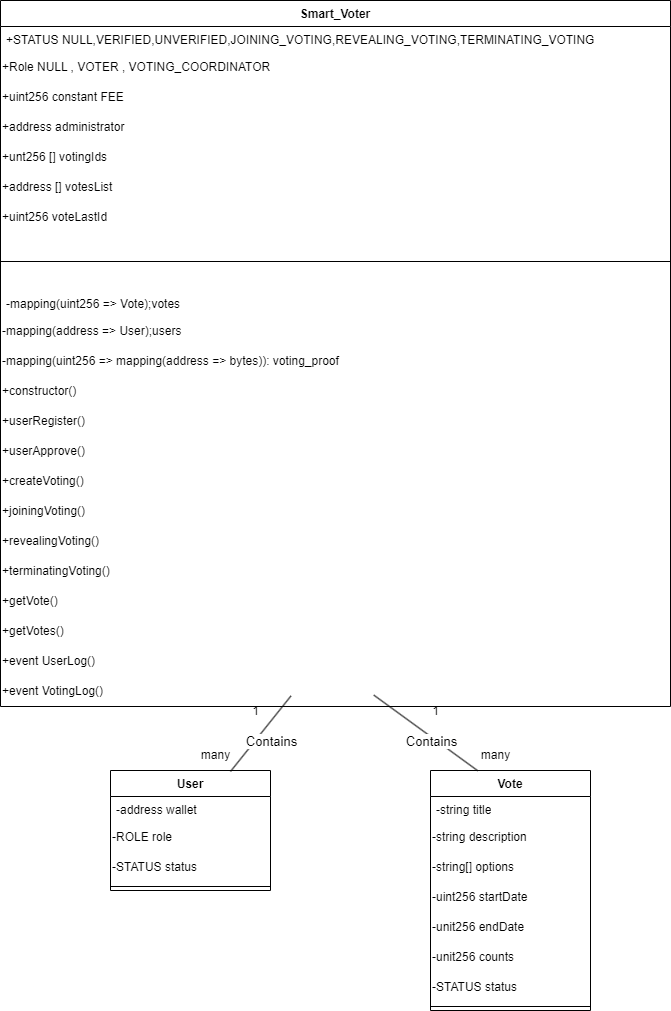 Smart_Voter
+STATUS NULL,VERIFIED,UNVERIFIED,JOINING_VOTING,REVEALING_VOTING,TERMINATING_VOTING
+Role NULL , VOTER , VOTING_COORDINATOR
+uint256 constant FEE
+address administrator
+unt256 [] votingIds
+address [] votesList
+uint256 voteLastId
-mapping(uint256 => Vote);votes
-mapping(address => User);users
-mapping(uint256 => mapping(address => bytes)): voting_proof
+constructor()
+userRegister()
+userApprove()
+createVoting()
+joiningVoting()
+revealingVoting()
+terminatingVoting()
+getVote()
+getVotes()
+event UserLog()
+event VotingLog()
1
1
Contains
Contains
many
many
User
-address wallet
-ROLE role
-STATUS status
Vote
-string title
-string description
-string[] options
-uint256 startDate
-unit256 endDate
-unit256 counts
-STATUS status